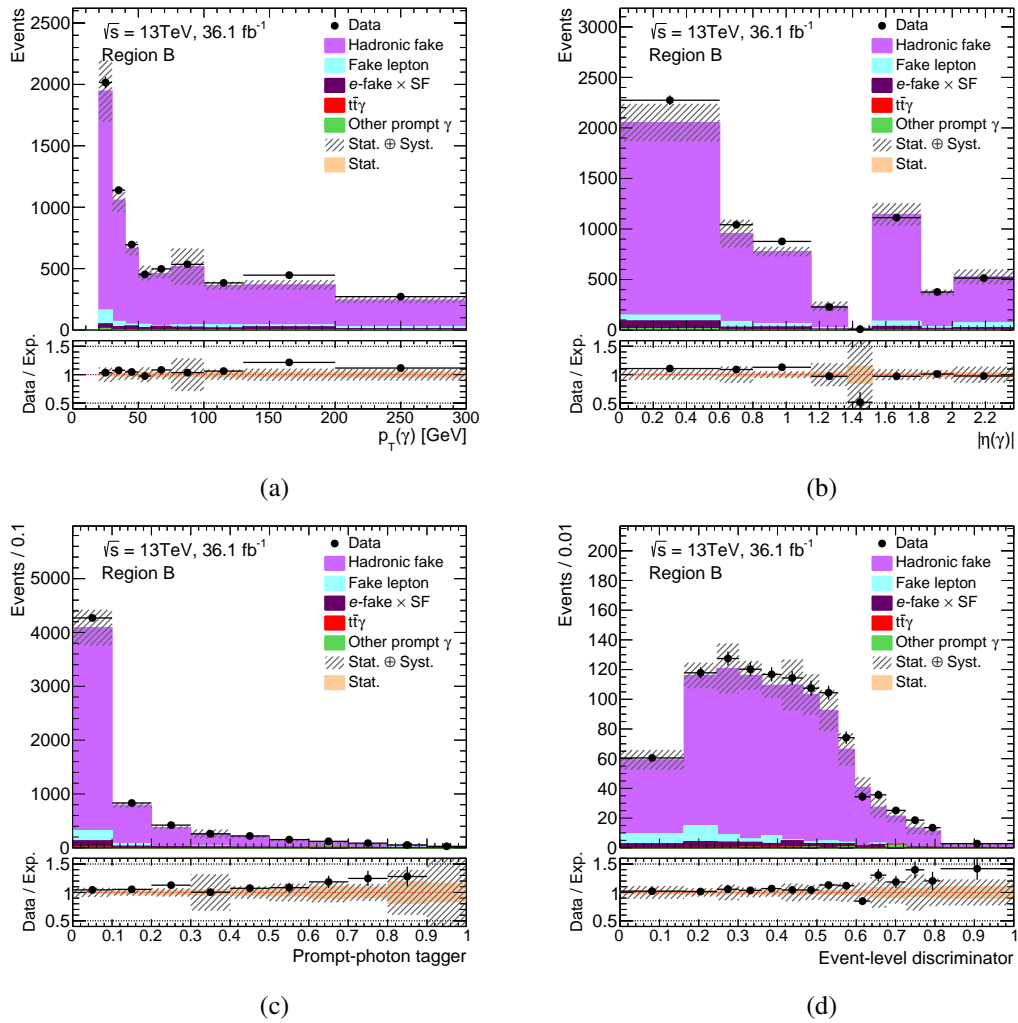 Events
2500
2000
1500
1000
500
0
√s = 13TeV, 36.1 fb⁻¹
Region B
Data
Hadronic fake
Fake lepton
e-fake × SF
tt̄γ
Other prompt γ
Stat. ⊕ Syst.
Stat.
Data / Exp.
1.5
1
0.5
0 50 100 150 200 250 300
p_T(γ) [GeV]
(a)
Events
3000
2500
2000
1500
1000
500
0
√s = 13TeV, 36.1 fb⁻¹
Region B
Data
Hadronic fake
Fake lepton
e-fake × SF
tt̄γ
Other prompt γ
Stat. ⊕ Syst.
Stat.
Data / Exp.
1.5
1
0.5
0 0.2 0.4 0.6 0.8 1 1.2 1.4 1.6 1.8 2 2.2
|η(γ)|
(b)
Events / 0.1
5000
4000
3000
2000
1000
0
√s = 13TeV, 36.1 fb⁻¹
Region B
Data
Hadronic fake
Fake lepton
e-fake × SF
tt̄γ
Other prompt γ
Stat. ⊕ Syst.
Stat.
Data / Exp.
1.5
1
0.5
0 0.1 0.2 0.3 0.4 0.5 0.6 0.7 0.8 0.9 1
Prompt-photon tagger
(c)
Events / 0.01
200
180
160
140
120
100
80
60
40
20
0
√s = 13TeV, 36.1 fb⁻¹
Region B
Data
Hadronic fake
Fake lepton
e-fake × SF
tt̄γ
Other prompt γ
Stat. ⊕ Syst.
Stat.
Data / Exp.
1.5
1
0.5
0 0.1 0.2 0.3 0.4 0.5 0.6 0.7 0.8 0.9 1
Event-level discriminator
(d)